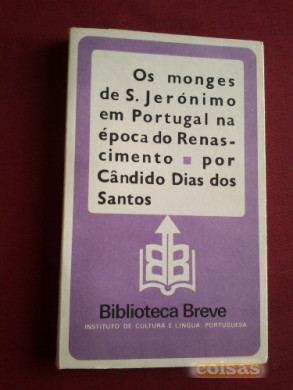 Os monges
de S. Jerónimo
em Portugal na
época do Renas-
cimento ▪ por
Cândido Dias dos
Santos
Biblioteca Breve
INSTITUTO DE CULTURA E LÍNGUA PORTUGUESA
coisas